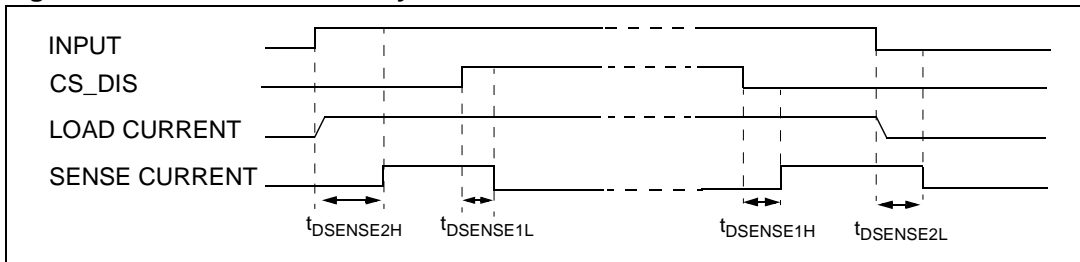 INPUT
CS_DIS
LOAD CURRENT
SENSE CURRENT
tDSENSE2H
tDSENSE1L
tDSENSE1H
tDSENSE2L